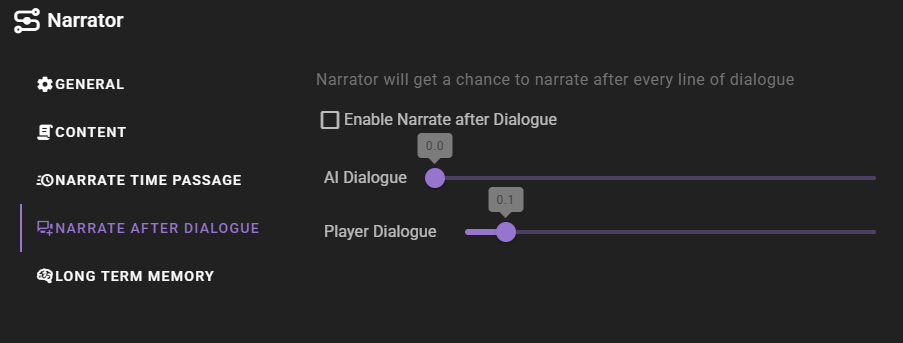 Narrator
GENERAL
CONTENT
NARRATE TIME PASSAGE
NARRATE AFTER DIALOGUE
LONG TERM MEMORY
Narrator will get a chance to narrate after every line of dialogue
Enable Narrate after Dialogue
0.0
AI Dialogue
0.1
Player Dialogue